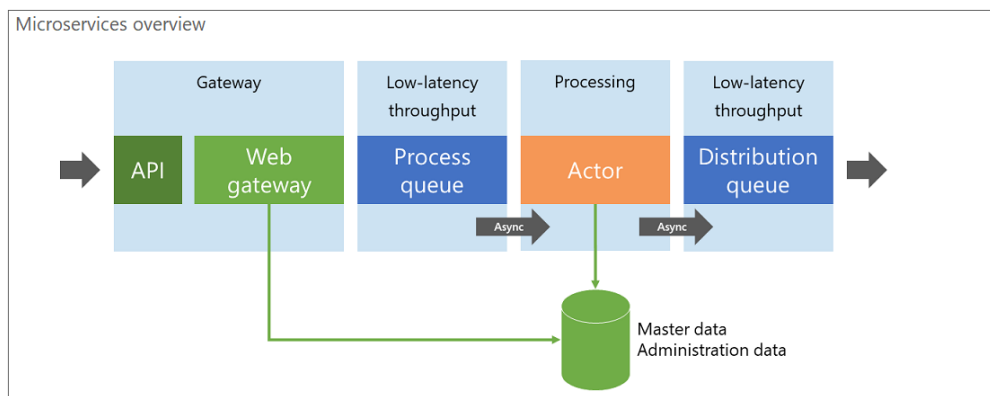 Microservices overview
Gateway
Low-latency
throughput
Processing
Low-latency
throughput
API
Web
gateway
Process
queue
Actor
Distribution
queue
Async
Async
Master data
Administration data